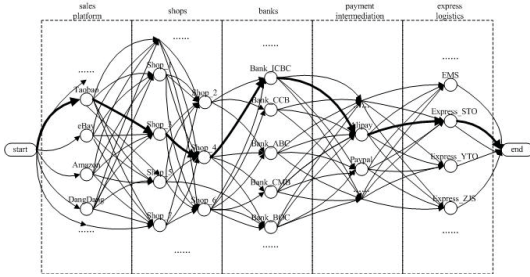 sales
platform
shops
banks
payment
intermediation
express
logistics
......
Taobao
eBay
Amazon
DangDang
......
start
......
Shop_1
Shop_2
Shop_3
Shop_4
Shop_5
Shop_6
Shop_7
......
......
Bank_ICBC
Bank_CCB
Bank_ABC
Bank_CMB
Bank_BOC
......
Alipay
Paypal
......
......
EMS
Express_STO
Express_YTO
Express_ZJS
......
end